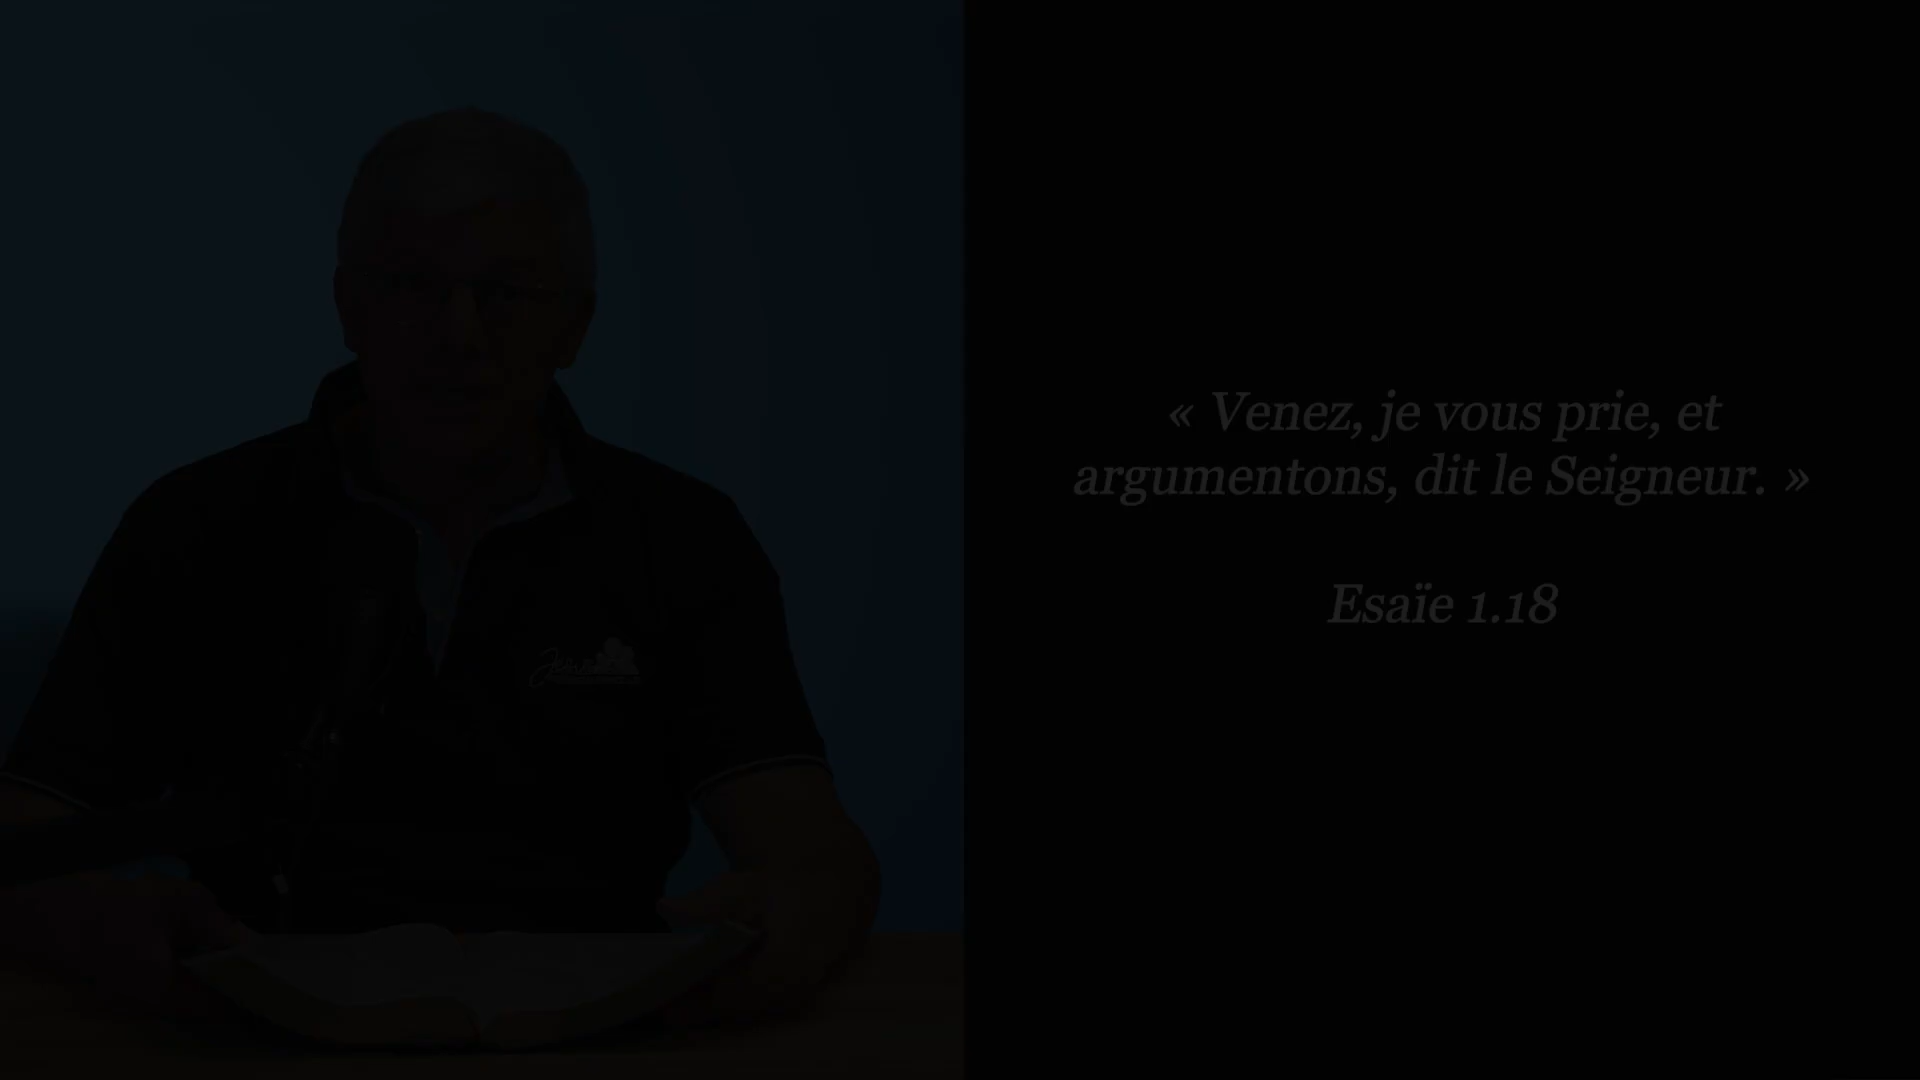 « Venez, je vous prie, et
argumentons, dit le Seigneur. »
Esaïe 1.18